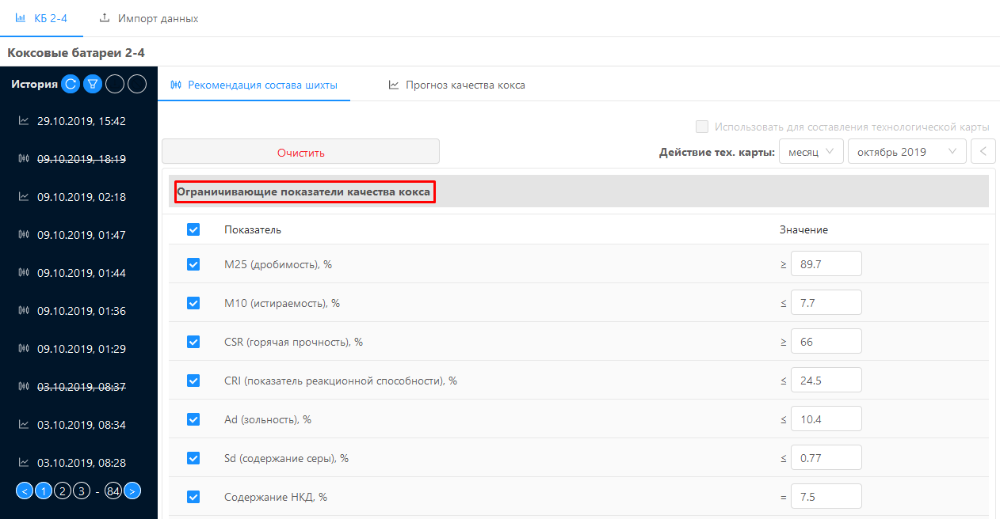 КБ 2-4 Импорт данных
Коксовые батареи 2-4
История
29.10.2019, 15:42
09.10.2019, 18:19
09.10.2019, 02:18
09.10.2019, 01:47
09.10.2019, 01:44
09.10.2019, 01:36
09.10.2019, 01:29
03.10.2019, 08:37
03.10.2019, 08:34
03.10.2019, 08:28
< 1 2 3 - 84 >
Рекомендация состава шихты Прогноз качества кокса
Использовать для составления технологической карты
Очистить Действие тех. карты: месяц октябрь 2019 <
Ограничивающие показатели качества кокса
Показатель Значение
М25 (дробимость), % ≥ 89.7
М10 (истираемость), % ≤ 7.7
CSR (горячая прочность), % ≥ 66
CRI (показатель реакционной способности), % ≤ 24.5
Ad (зольность), % ≤ 10.4
Sd (содержание серы), % ≤ 0.77
Содержание НКД, % = 7.5